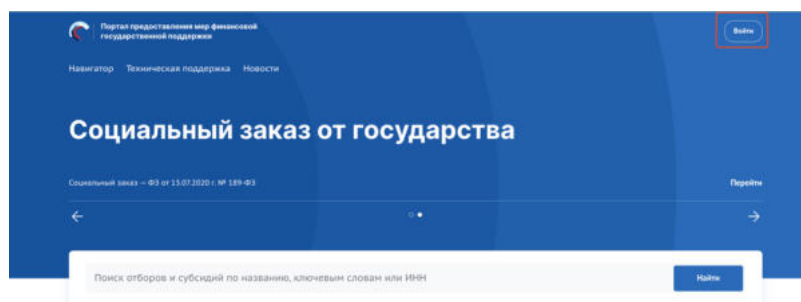 Портал предоставления мер финансовой
государственной поддержки
Войти
Навигатор Техническая поддержка Новости
Социальный заказ от государства
Социальный заказ — ФЗ от 13.07.2020 г. № 189-ФЗ
Перейти
Поиск отборов и субсидий по названию, ключевым словам или ИНН
Найти